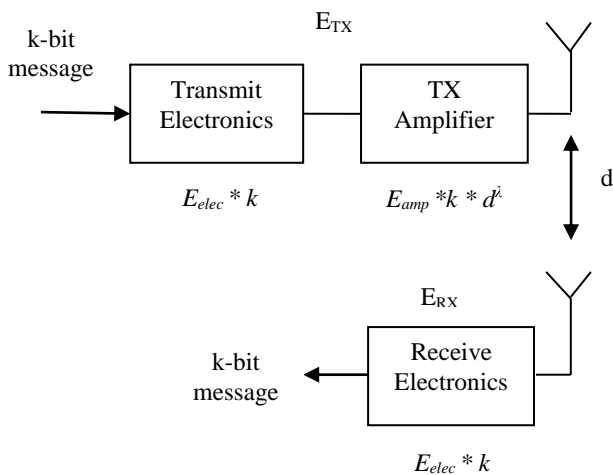 E_TX
k-bit
message
Transmit
Electronics
TX
Amplifier
E_elec * k
E_amp *k * d^λ
d
E_RX
Receive
Electronics
k-bit
message
E_elec * k